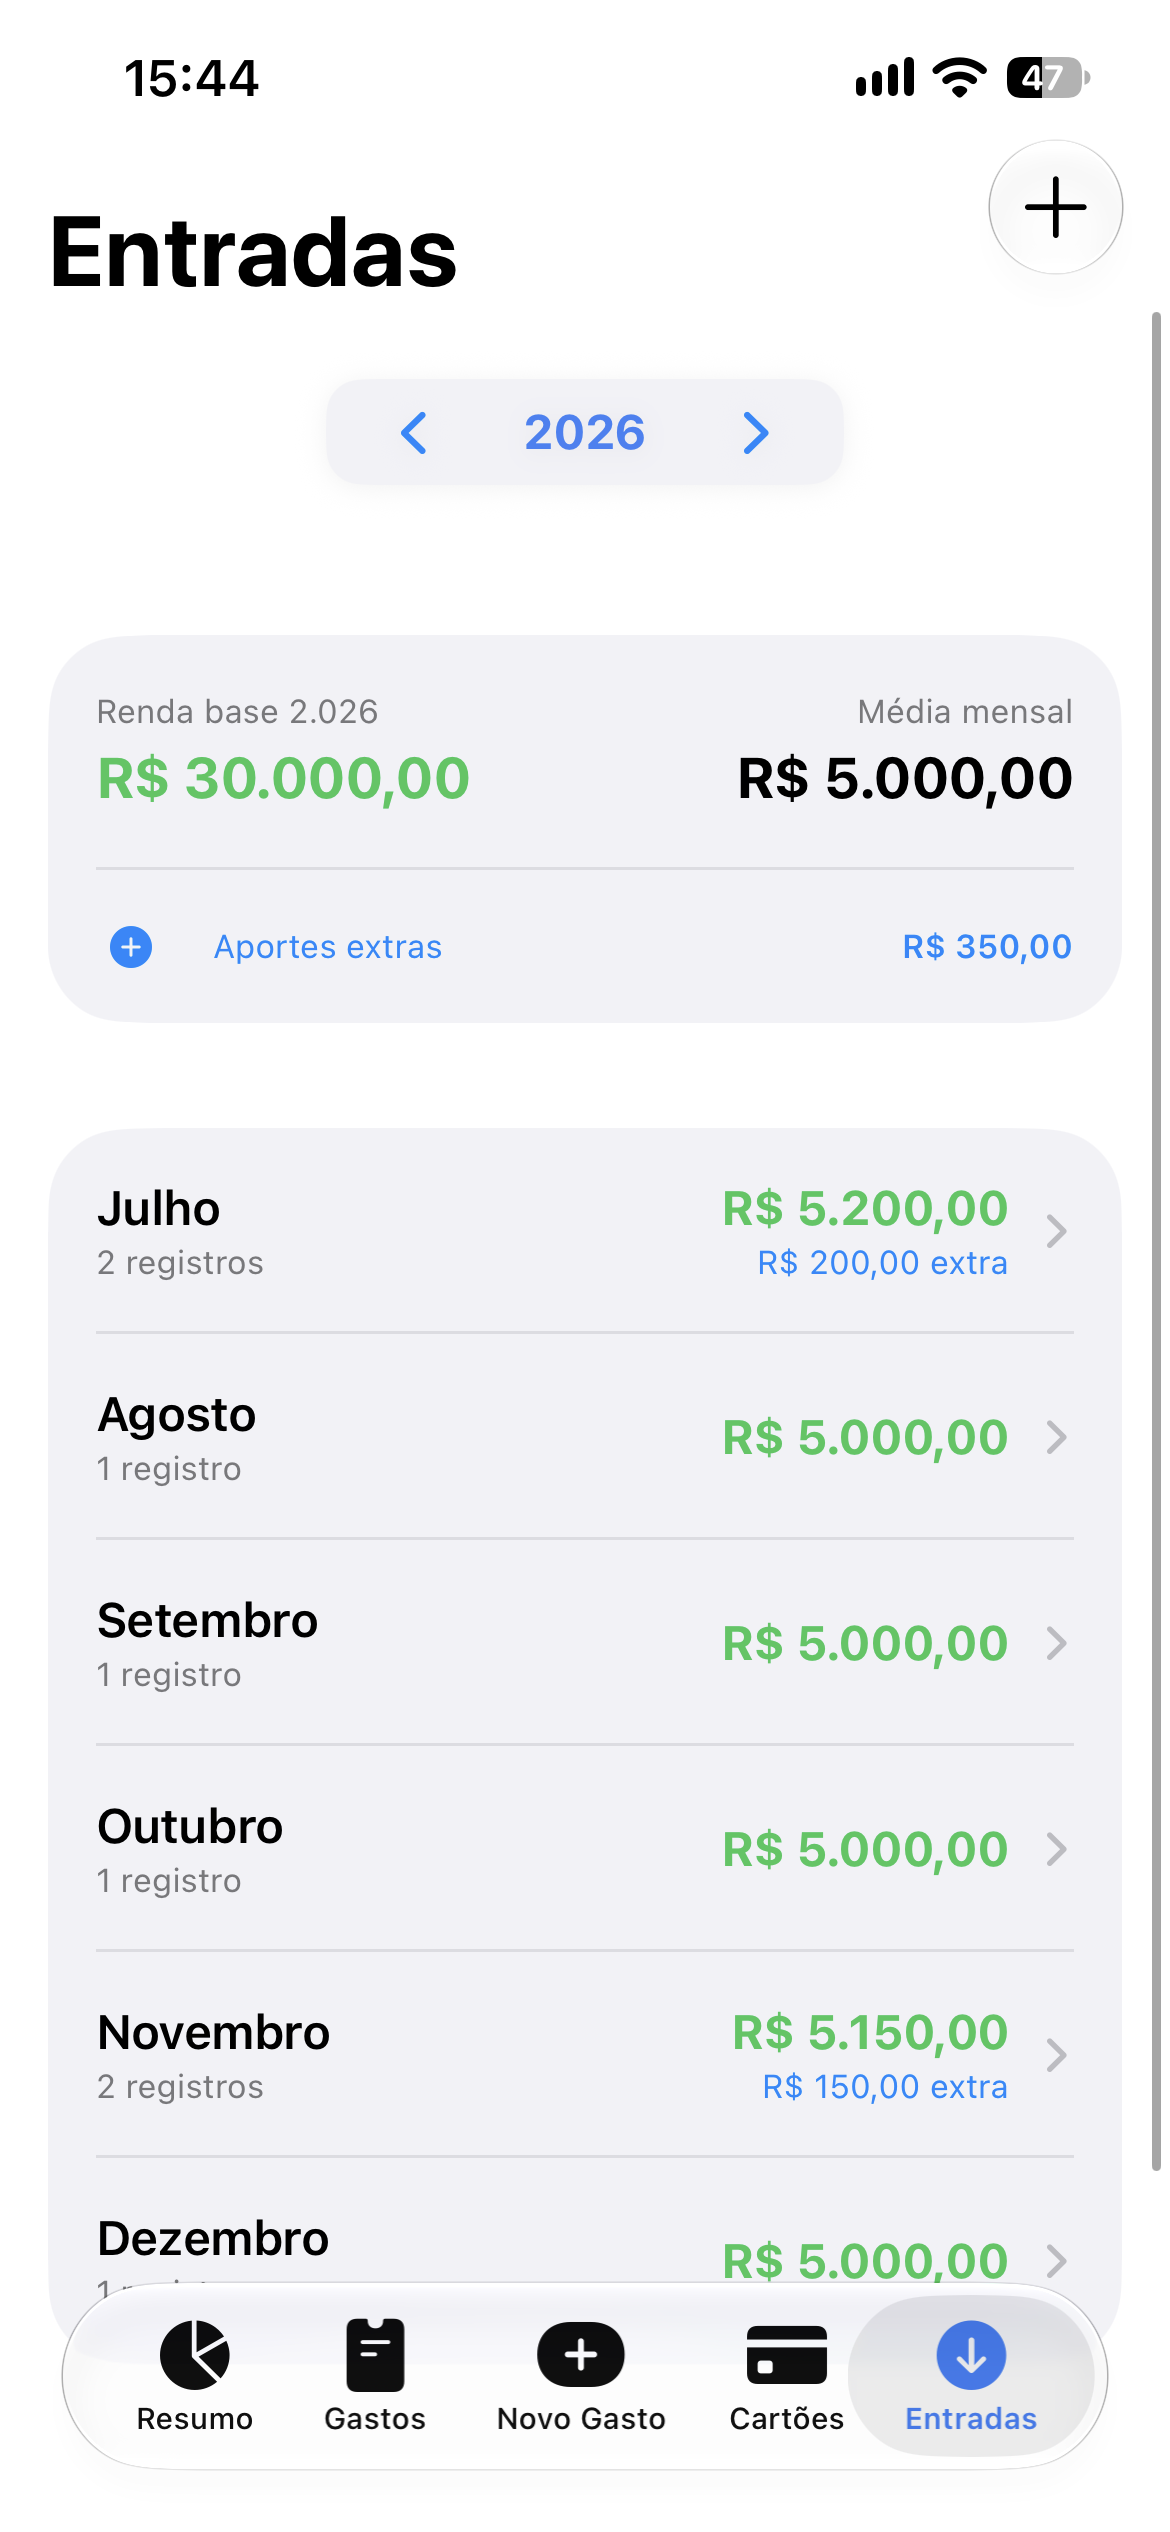 15:44
47
Entradas
2026
Renda base 2.026
Média mensal
R$ 30.000,00
R$ 5.000,00
Aportes extras
R$ 350,00
Julho
R$ 5.200,00
2 registros
R$ 200,00 extra
Agosto
R$ 5.000,00
1 registro
Setembro
R$ 5.000,00
1 registro
Outubro
R$ 5.000,00
1 registro
Novembro
R$ 5.150,00
2 registros
R$ 150,00 extra
Dezembro
R$ 5.000,00
Resumo
Gastos
Novo Gasto
Cartões
Entradas